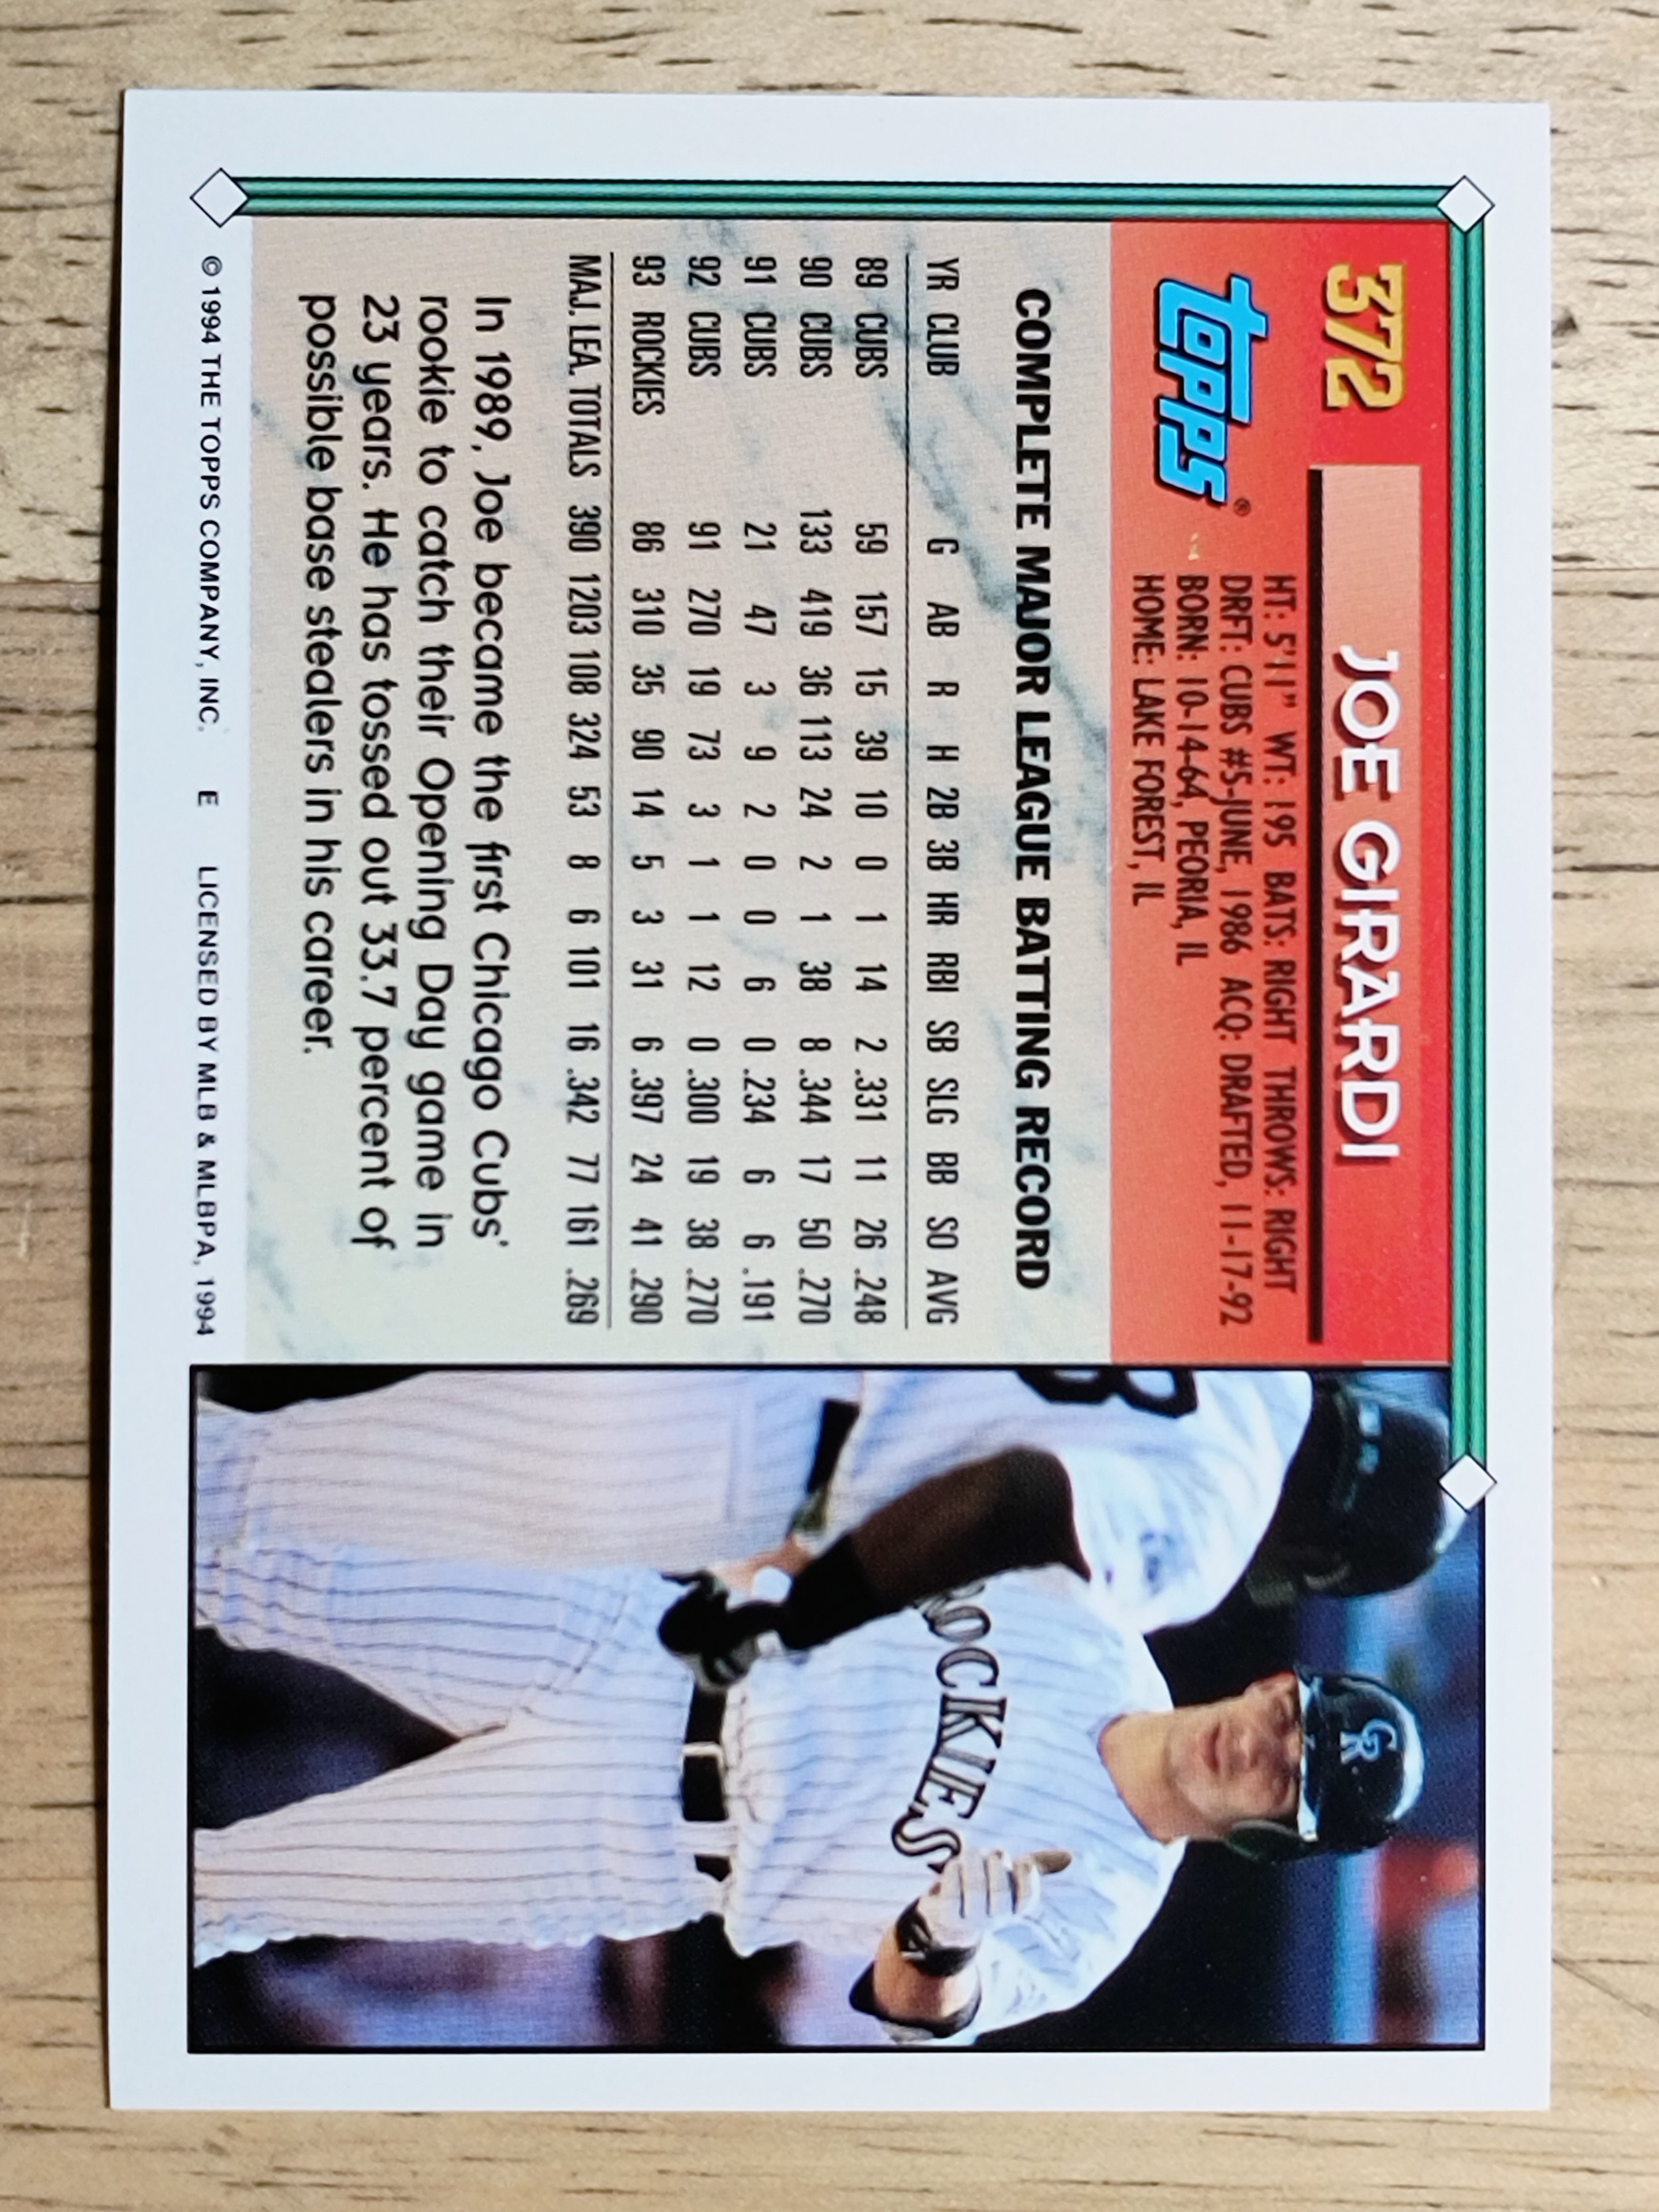 372 JOE GIRARDI
topps®
HT: 5'11" WT: 195 BATS: RIGHT THROWS: RIGHT
DRFT: CUBS #5-JUNE, 1986 ACQ: DRAFTED, 11-17-92
BORN: 10-14-64, PEORIA, IL
HOME: LAKE FOREST, IL
COMPLETE MAJOR LEAGUE BATTING RECORD
YR CLUB G AB R H 2B 3B HR RBI SB SLG BB SO AVG
89 CUBS 59 157 15 39 10 0 1 14 2 .331 11 26 .248
90 CUBS 133 419 36 113 24 2 1 38 8 .344 17 50 .270
91 CUBS 21 47 3 9 2 0 0 6 0 .234 6 6 .191
92 CUBS 91 270 19 73 3 1 1 12 0 .300 19 38 .270
93 ROCKIES 86 310 35 90 14 5 3 31 6 .397 24 41 .290
MAJ. LEA. TOTALS 390 1203 108 324 53 8 6 101 16 .342 77 161 .269
In 1989, Joe became the first Chicago Cubs'
rookie to catch their Opening Day game in
23 years. He has tossed out 33.7 percent of
possible base stealers in his career.
© 1994 THE TOPPS COMPANY, INC. E LICENSED BY MLB & MLBPA, 1994
8
CR
ROCKIES